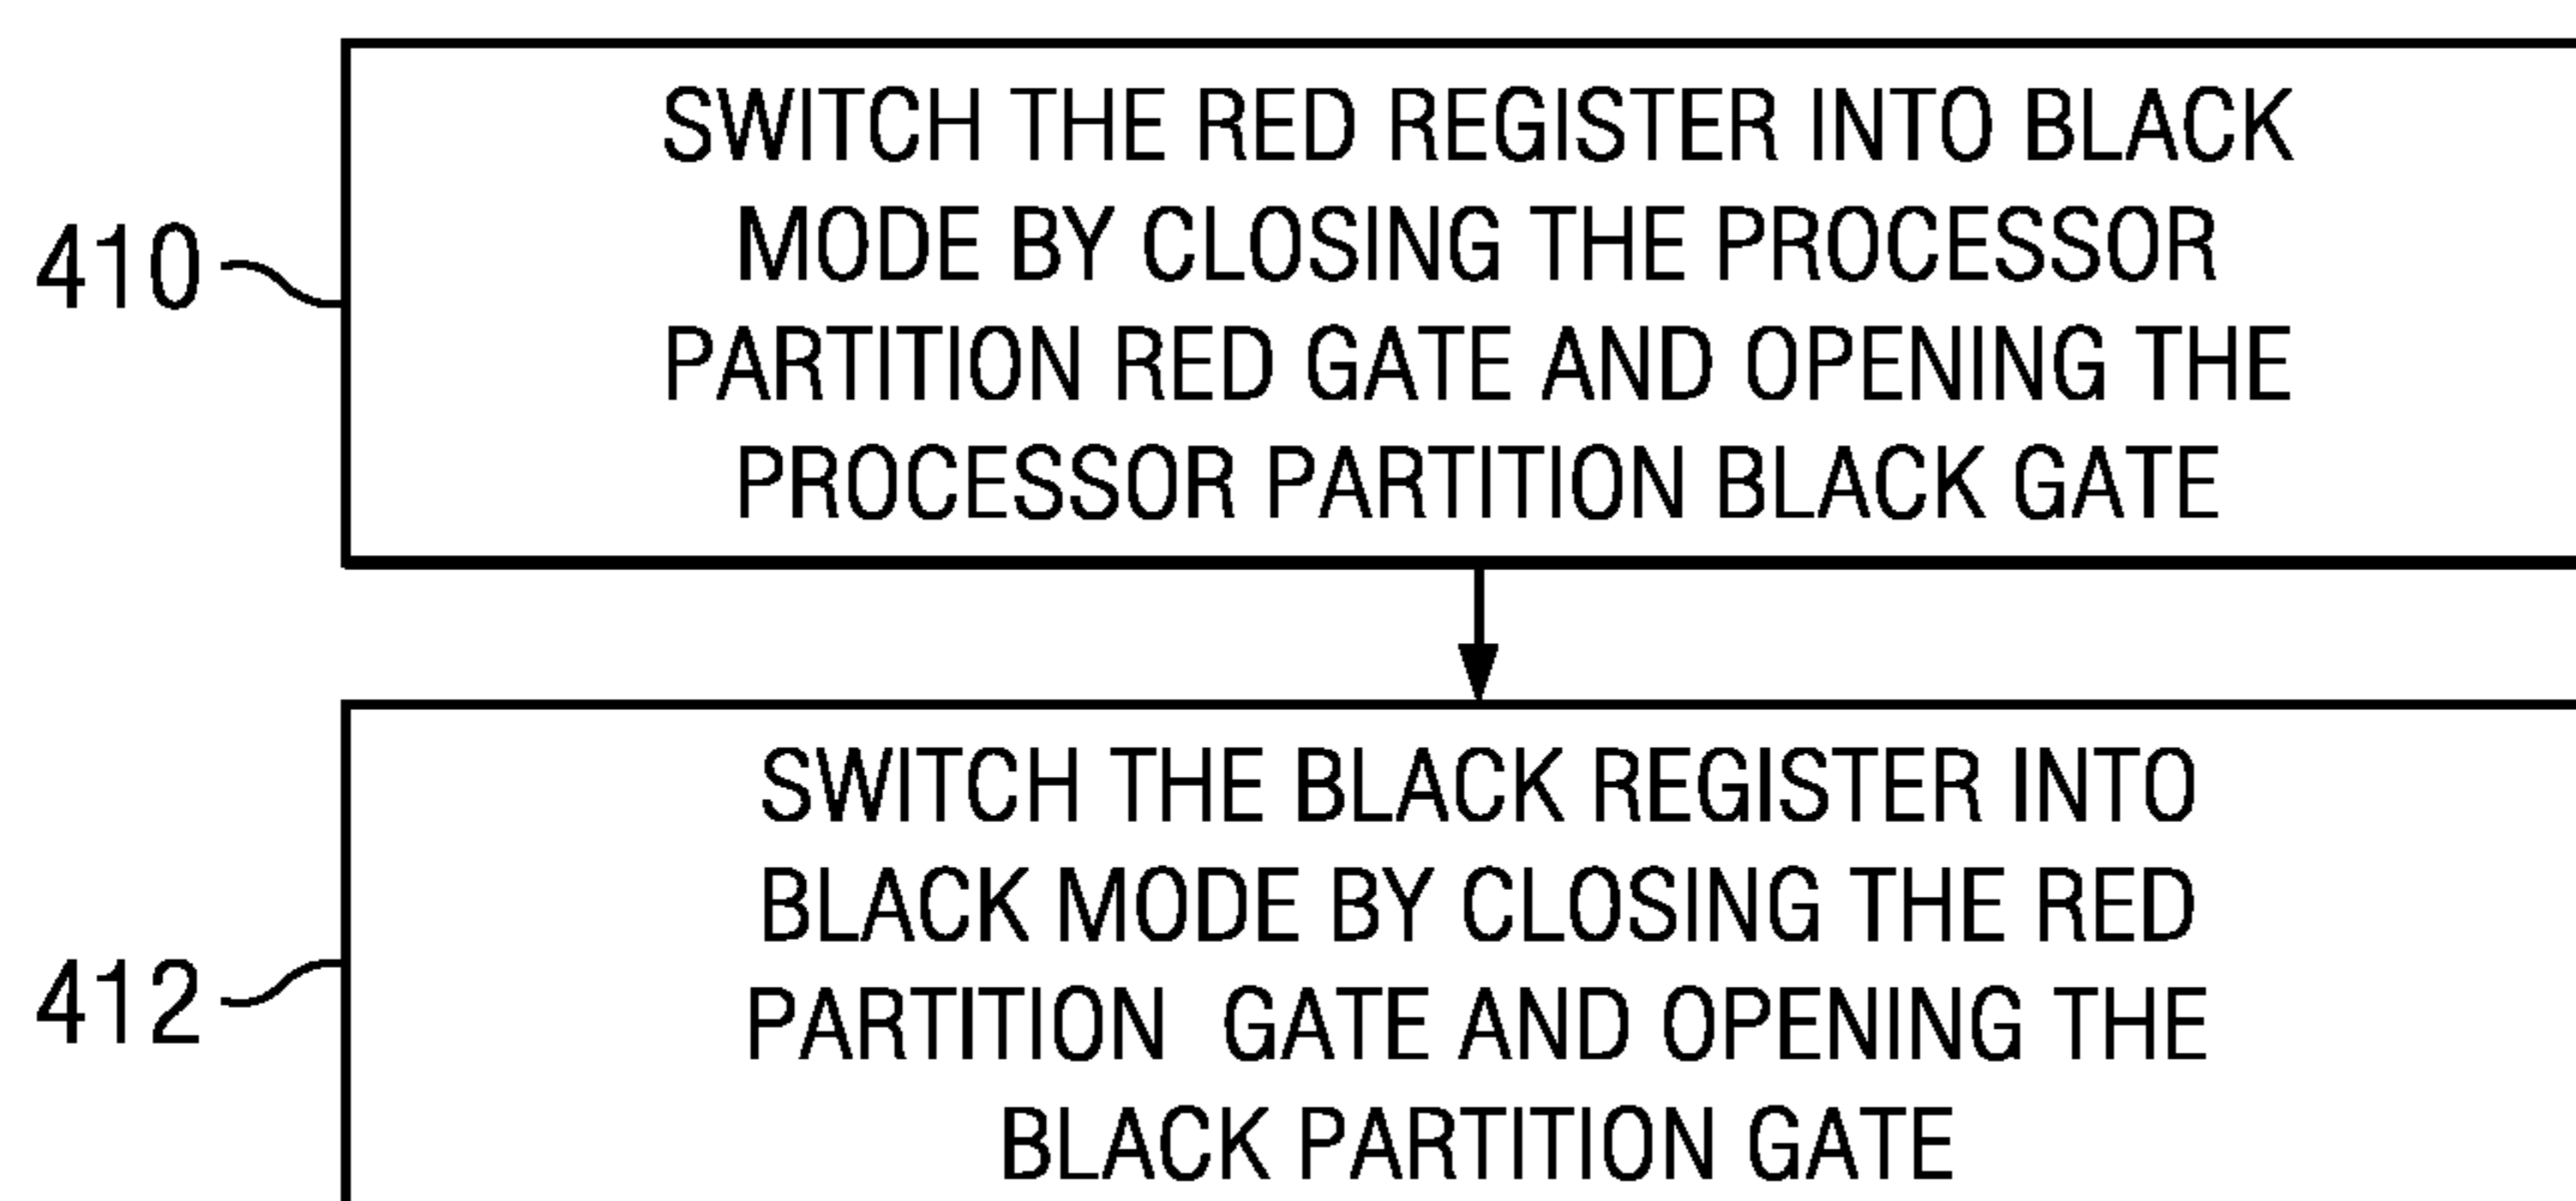 SWITCH THE RED REGISTER INTO BLACK
MODE BY CLOSING THE PROCESSOR
PARTITION RED GATE AND OPENING THE
PROCESSOR PARTITION BLACK GATE
410
SWITCH THE BLACK REGISTER INTO
BLACK MODE BY CLOSING THE RED
PARTITION GATE AND OPENING THE
BLACK PARTITION GATE
412